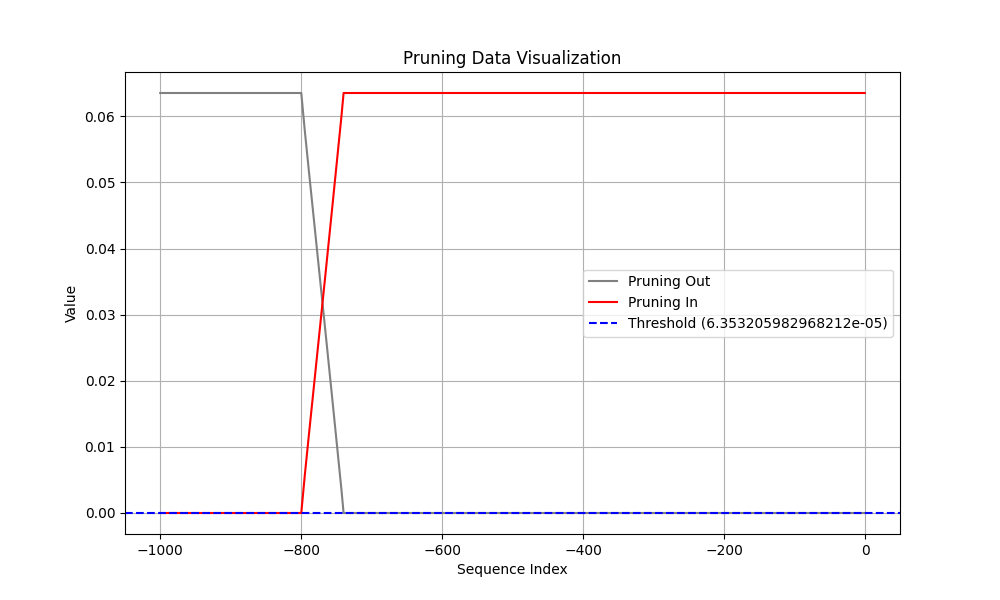 Pruning Data Visualization
Value
0.06
0.05
0.04
0.03
0.02
0.01
0.00
Pruning Out
Pruning In
Threshold (6.353205982968212e-05)
−1000
−800
−600
−400
−200
0
Sequence Index